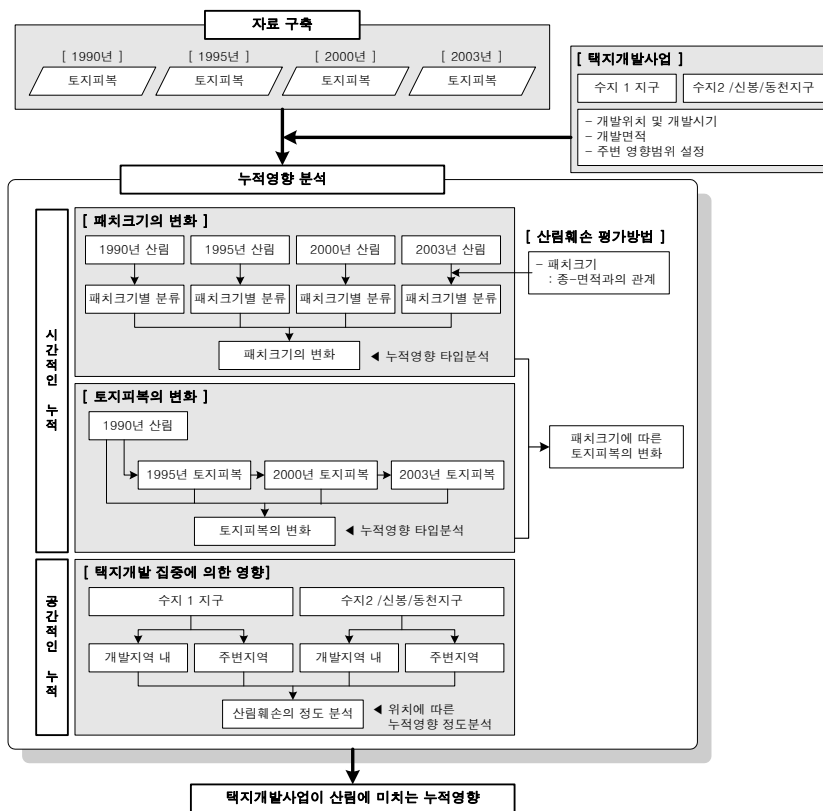 자료 구축
[ 1990년 ] [ 1995년 ] [ 2000년 ] [ 2003년 ]
토지피복 토지피복 토지피복 토지피복
[ 택지개발사업 ]
수지 1 지구 수지2 /신봉/동천지구
- 개발위치 및 개발시기
- 개발면적
- 주변 영향범위 설정
누적영향 분석
시간적인 누적
[ 패치크기의 변화 ]
1990년 산림 1995년 산림 2000년 산림 2003년 산림
패치크기별 분류 패치크기별 분류 패치크기별 분류 패치크기별 분류
패치크기의 변화 ◀ 누적영향 타입분석
[ 산림훼손 평가방법 ]
- 패치크기
: 종-면적과의 관계
[ 토지피복의 변화 ]
1990년 산림
1995년 토지피복 2000년 토지피복 2003년 토지피복
토지피복의 변화 ◀ 누적영향 타입분석
패치크기에 따른
토지피복의 변화
공간적인 누적
[ 택지개발 집중에 의한 영향]
수지 1 지구 수지2 /신봉/동천지구
개발지역 내 주변지역 개발지역 내 주변지역
산림훼손의 정도 분석 ◀ 위치에 따른
누적영향 정도분석
택지개발사업이 산림에 미치는 누적영향